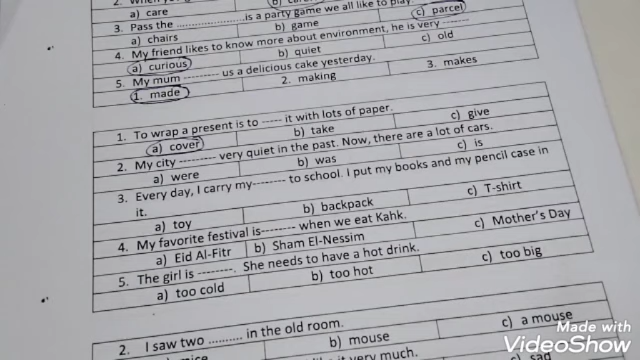 a) care
3. Pass the ......................is a party game we all like to play.
a) chairs b) game c) parcel
4. My friend likes to know more about environment, he is very --------
a) curious b) quiet c) old
5. My mum --------- us a delicious cake yesterday.
1. made 2. making 3. makes
1. To wrap a present is to ----- it with lots of paper.
a) cover b) take c) give
2. My city --------- very quiet in the past. Now, there are a lot of cars.
a) were b) was c) is
3. Every day, I carry my-------- to school. I put my books and my pencil case in
it.
a) toy b) backpack c) T-shirt
4. My favorite festival is-------- when we eat Kahk.
a) Eid Al-Fitr b) Sham El-Nessim c) Mother's Day
5. The girl is --------. She needs to have a hot drink.
a) too cold b) too hot c) too big
2. I saw two .......... in the old room.
b) mouse c) a mouse
it very much.
c) sad
Made with
VideoShow